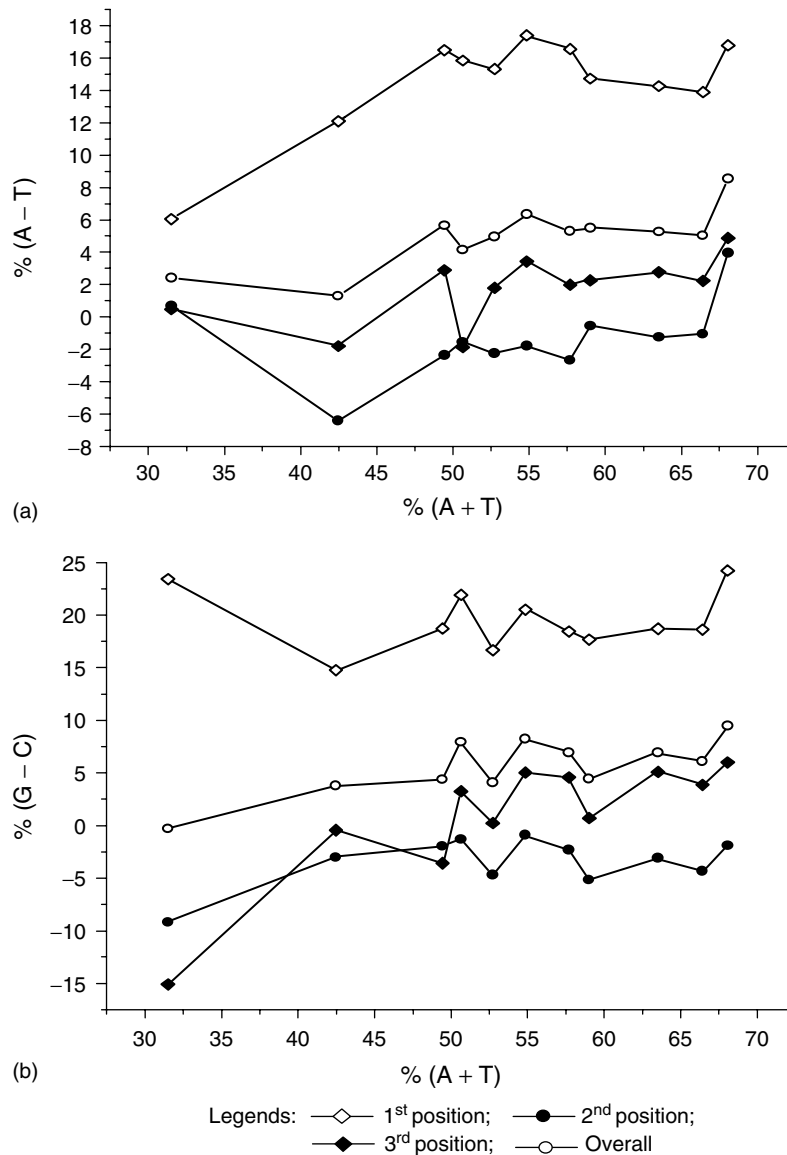 18
16
14
12
10
8
6
4
2
0
−2
−4
−6
−8
% (A − T)
30 35 40 45 50 55 60 65 70
(a)
% (A + T)
25
20
15
10
5
0
−5
−10
−15
% (G − C)
30 35 40 45 50 55 60 65 70
(b)
% (A + T)
Legends: 1st position; 2nd position;
3rd position; Overall